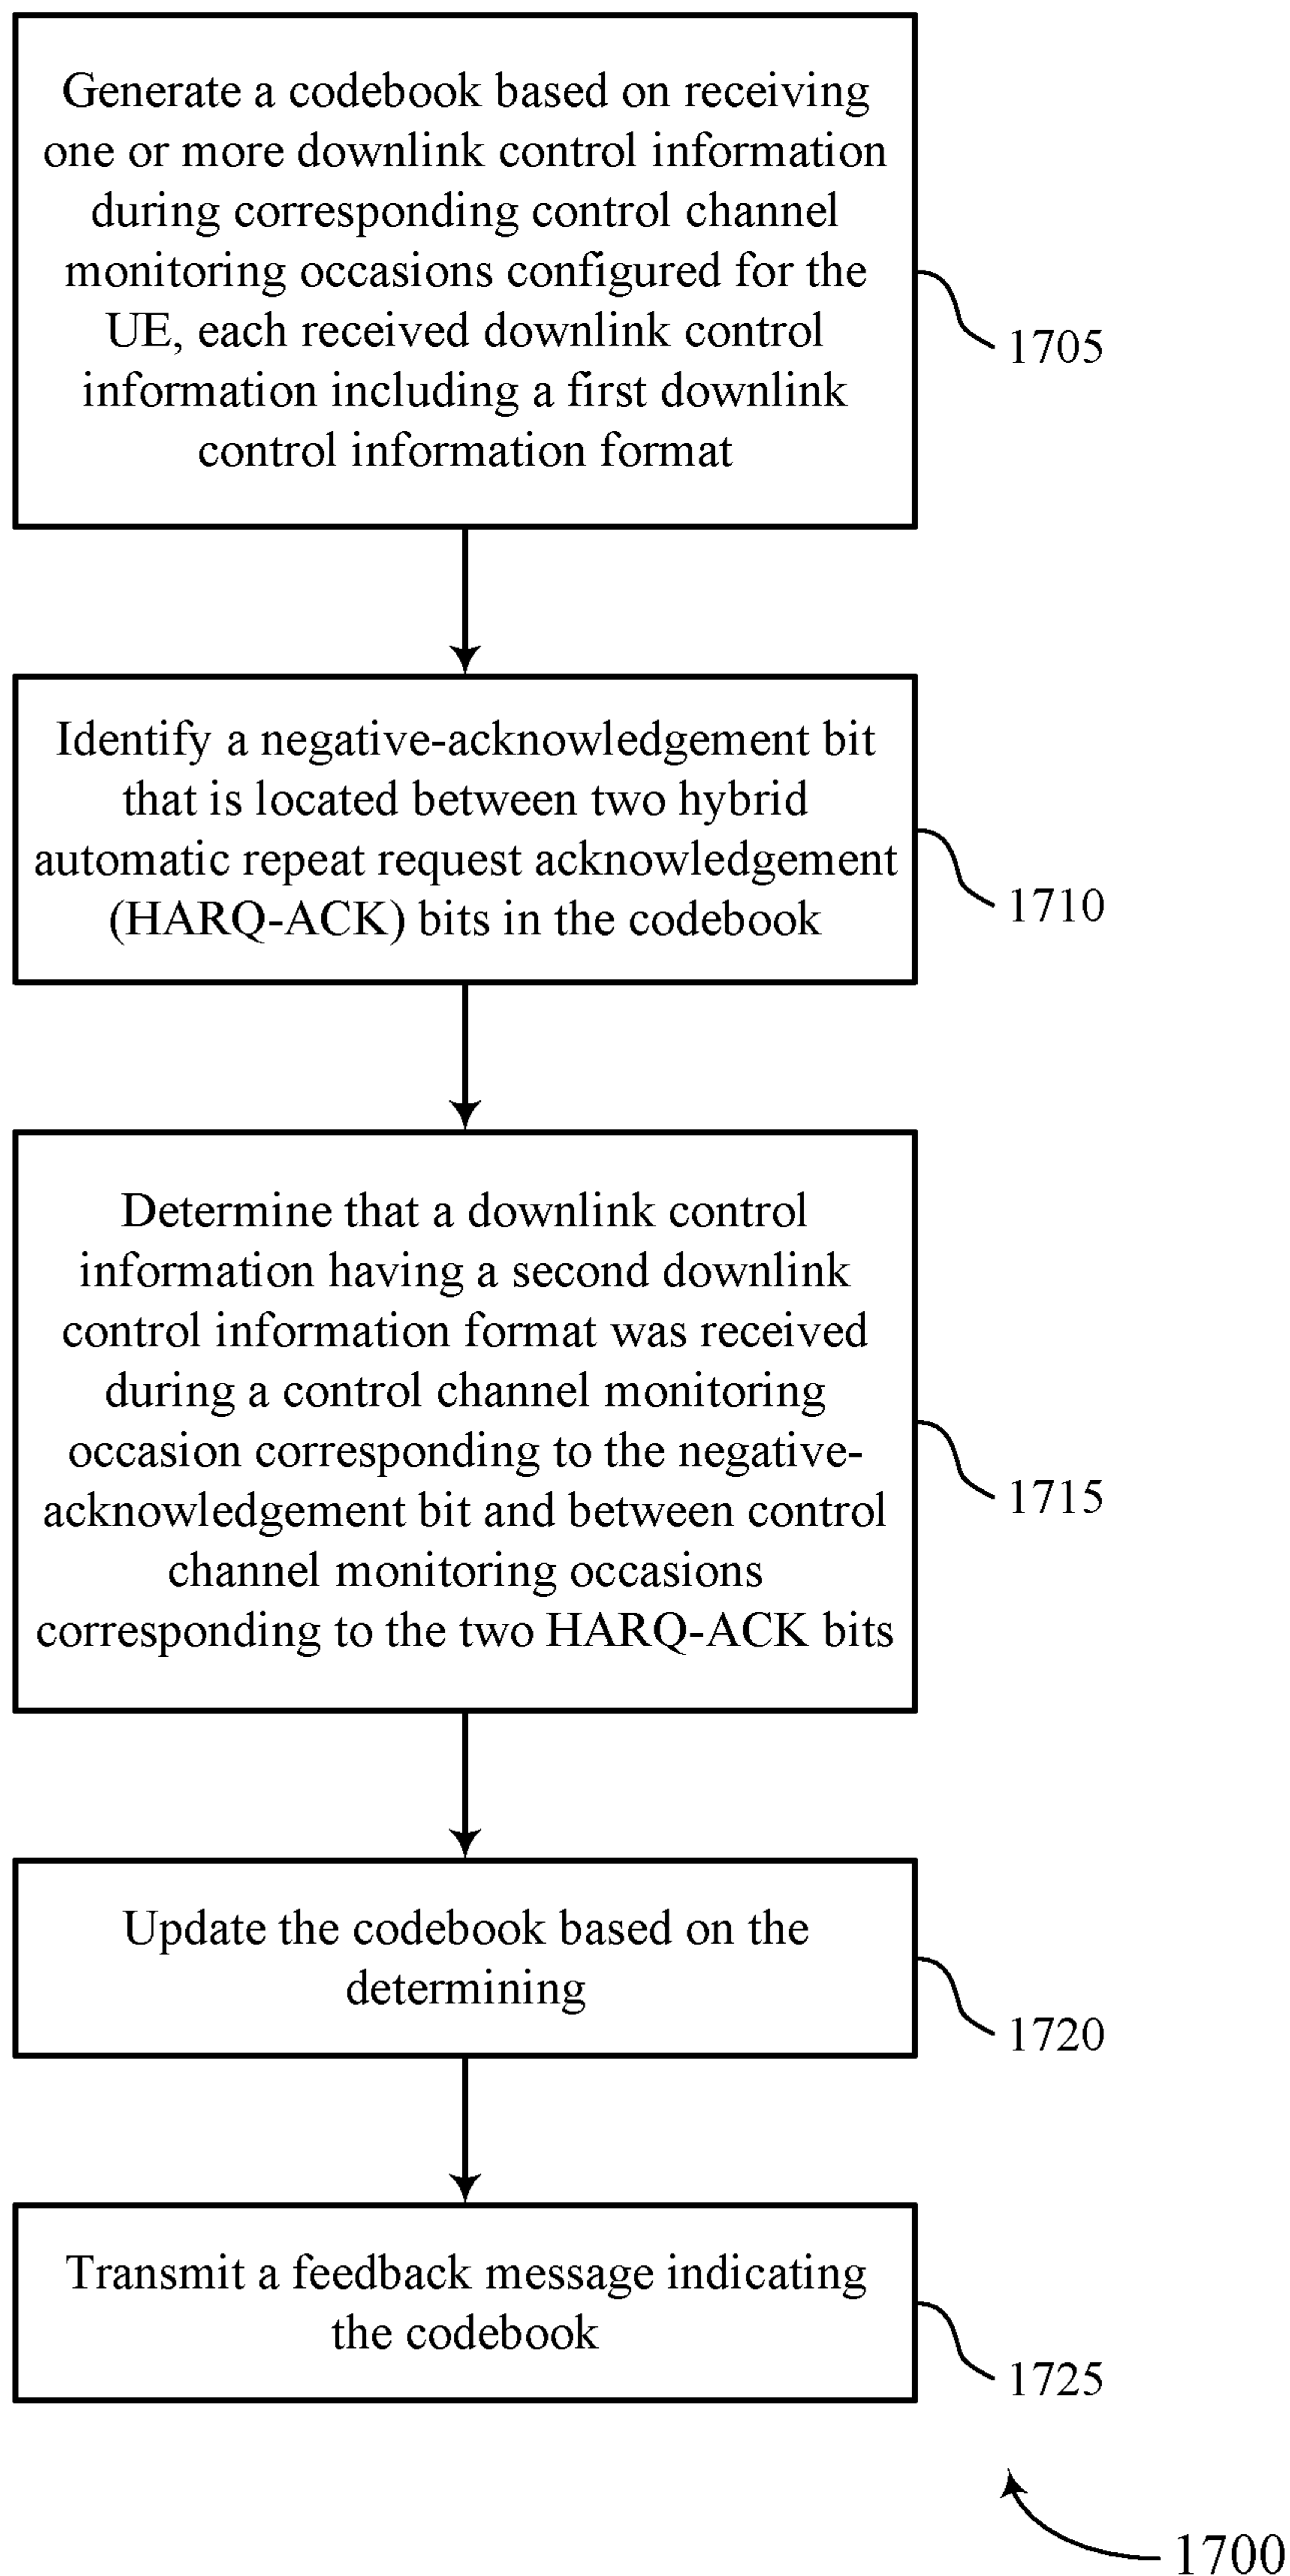 Generate a codebook based on receiving
one or more downlink control information
during corresponding control channel
monitoring occasions configured for the
UE, each received downlink control
information including a first downlink
control information format
1705
Identify a negative-acknowledgement bit
that is located between two hybrid
automatic repeat request acknowledgement
(HARQ-ACK) bits in the codebook
1710
Determine that a downlink control
information having a second downlink
control information format was received
during a control channel monitoring
occasion corresponding to the negative-
acknowledgement bit and between control
channel monitoring occasions
corresponding to the two HARQ-ACK bits
1715
Update the codebook based on the
determining
1720
Transmit a feedback message indicating
the codebook
1725
1700